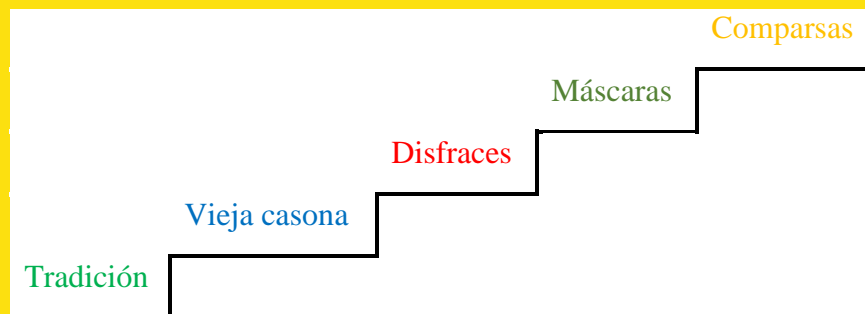 Comparsas
Máscaras
Disfraces
Vieja casona
Tradición